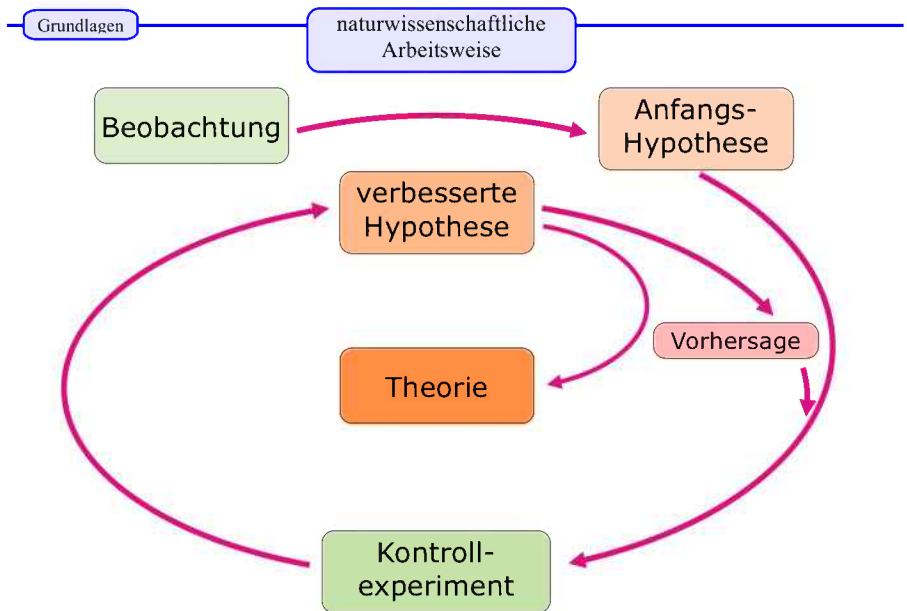 Grundlagen
naturwissenschaftliche
Arbeitsweise
Beobachtung
Anfangs-
Hypothese
verbesserte
Hypothese
Vorhersage
Theorie
Kontroll-
experiment